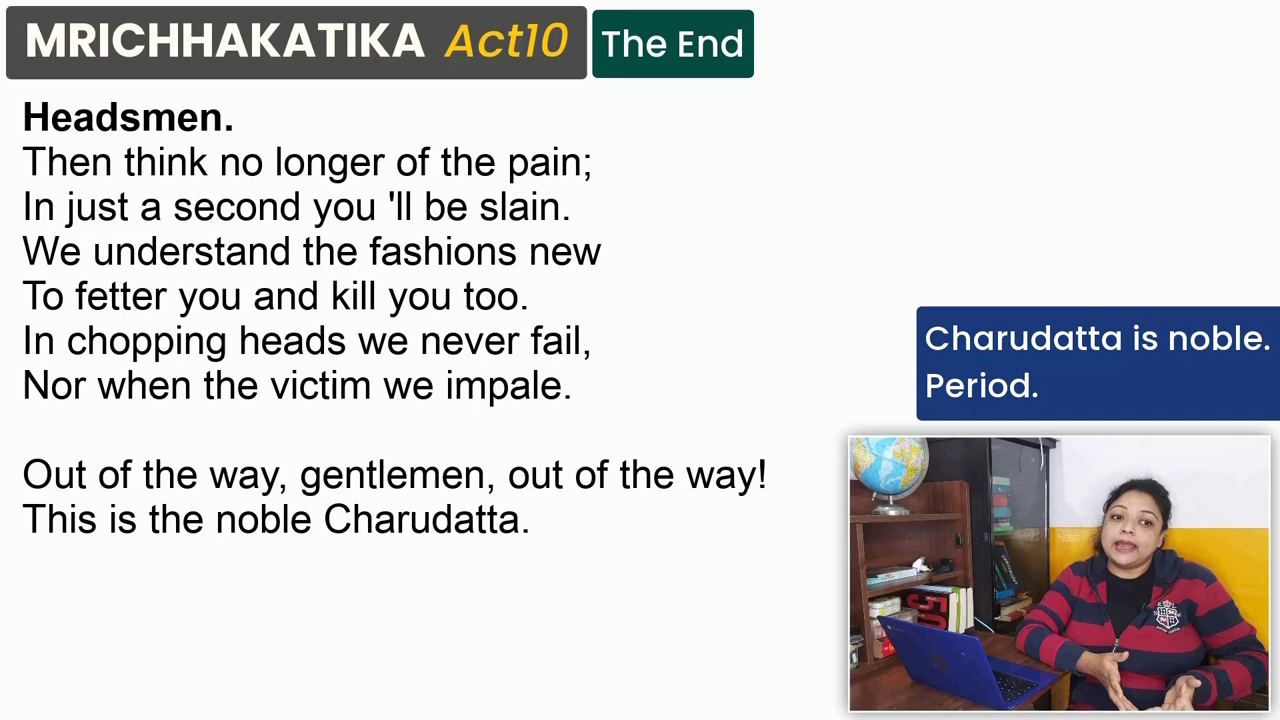 MRICHHAKATIKA Act10 The End
Headsmen.
Then think no longer of the pain;
In just a second you 'll be slain.
We understand the fashions new
To fetter you and kill you too.
In chopping heads we never fail,
Nor when the victim we impale.
Out of the way, gentlemen, out of the way!
This is the noble Charudatta.
Charudatta is noble.
Period.